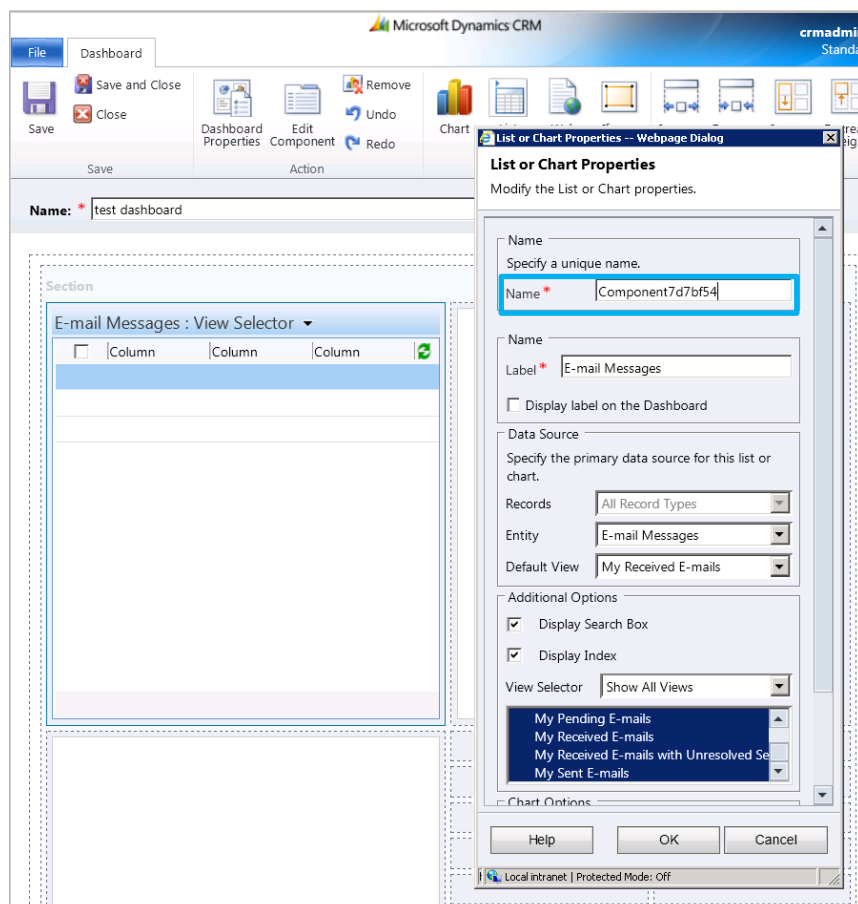 Microsoft Dynamics CRM
crmadmin
File
Dashboard
Standa
Save
Save and Close
Close
Dashboard
Properties
Edit
Component
Remove
Undo
Redo
Chart
Save
Action
List or Chart Properties -- Webpage Dialog
List or Chart Properties
Modify the List or Chart properties.
Name: * test dashboard
Section
E-mail Messages : View Selector
Column Column Column
Name
Specify a unique name.
Name * Component7d7bf54
Name
Label * E-mail Messages
Display label on the Dashboard
Data Source
Specify the primary data source for this list or
chart.
Records All Record Types
Entity E-mail Messages
Default View My Received E-mails
Additional Options
Display Search Box
Display Index
View Selector Show All Views
My Pending E-mails
My Received E-mails
My Received E-mails with Unresolved Se
My Sent E-mails
Chart Options
Help OK Cancel
Local intranet | Protected Mode: Off